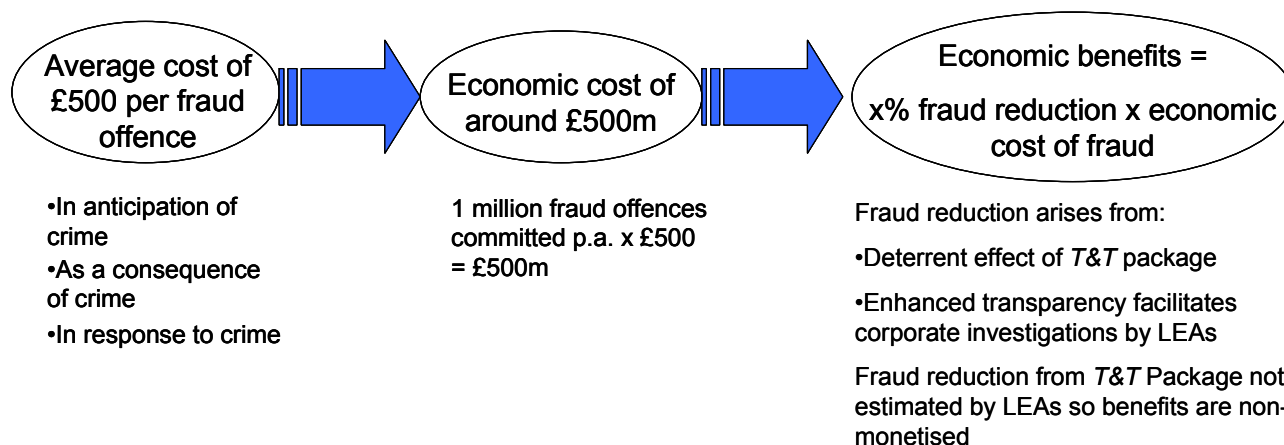 Average cost of
£500 per fraud
offence
•In anticipation of
crime
•As a consequence
of crime
•In response to crime
Economic cost of
around £500m
1 million fraud offences
committed p.a. x £500
= £500m
Economic benefits =
x% fraud reduction x economic
cost of fraud
Fraud reduction arises from:
•Deterrent effect of T&T package
•Enhanced transparency facilitates
corporate investigations by LEAs
Fraud reduction from T&T Package not
estimated by LEAs so benefits are non-
monetised